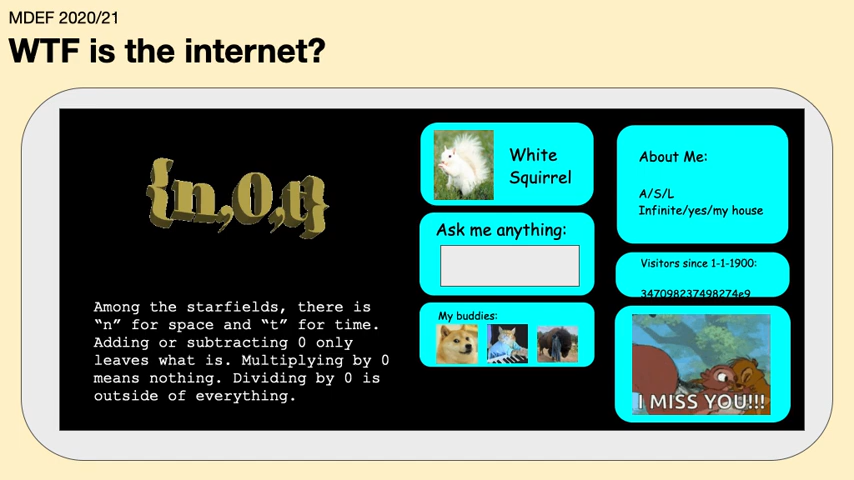 MDEF 2020/21
WTF is the internet?
{n,0,t}
Among the starfields, there is
“n” for space and “t” for time.
Adding or subtracting 0 only
leaves what is. Multiplying by 0
means nothing. Dividing by 0 is
outside of everything.
White
Squirrel
Ask me anything:
My buddies:
About Me:
A/S/L
Infinite/yes/my house
Visitors since 1-1-1900:
347098237498274e9
I MISS YOU!!!